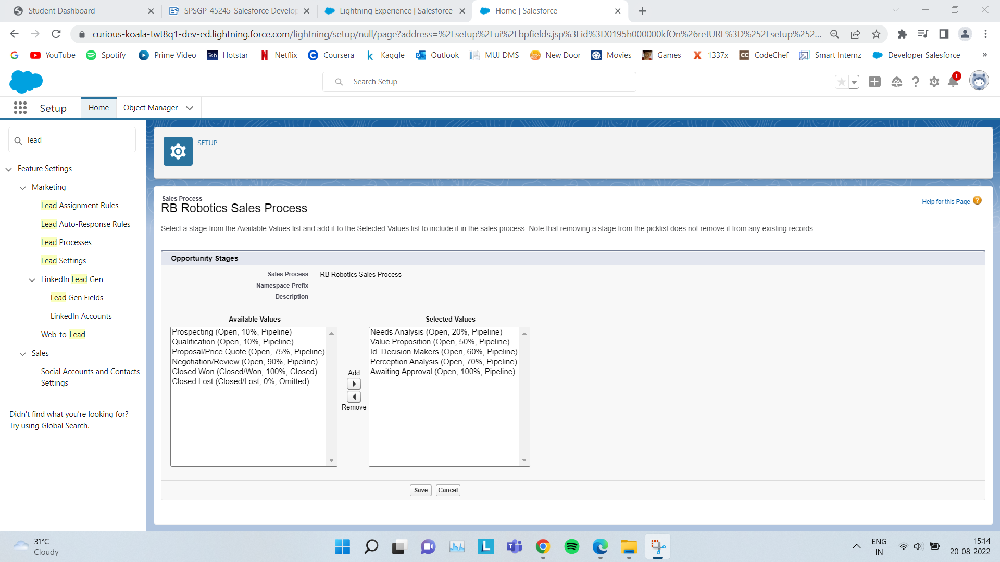 Student Dashboard
SPSGP-45245-Salesforce Develop
Lightning Experience | Salesforce
Home | Salesforce
curious-koala-twt8q1-dev-ed.lightning.force.com/lightning/setup/null/page?address=%2Fsetup%2Fui%2Fbpfields.jsp%3Fid%3D0195h000000kfOn%26retURL%3D%252Fsetup%252...
YouTube
Spotify
Prime Video
Hotstar
Netflix
Coursera
Kaggle
Outlook
MUJ DMS
New Door
Movies
Games
1337x
CodeChef
Smart Internz
Developer Salesforce
»
Search Setup
1
Setup
Home
Object Manager
lead
Feature Settings
Marketing
Lead Assignment Rules
Lead Auto-Response Rules
Lead Processes
Lead Settings
LinkedIn Lead Gen
Lead Gen Fields
LinkedIn Accounts
Web-to-Lead
Sales
Social Accounts and Contacts
Settings
Didn't find what you're looking for?
Try using Global Search.
SETUP
Sales Process
RB Robotics Sales Process
Help for this Page
Select a stage from the Available Values list and add it to the Selected Values list to include it in the sales process. Note that removing a stage from the picklist does not remove it from any existing records.
Opportunity Stages
Sales Process RB Robotics Sales Process
Namespace Prefix
Description
Available Values
Prospecting (Open, 10%, Pipeline)
Qualification (Open, 10%, Pipeline)
Proposal/Price Quote (Open, 75%, Pipeline)
Negotiation/Review (Open, 90%, Pipeline)
Closed Won (Closed/Won, 100%, Closed)
Closed Lost (Closed/Lost, 0%, Omitted)
Add
Remove
Selected Values
Needs Analysis (Open, 20%, Pipeline)
Value Proposition (Open, 50%, Pipeline)
Id. Decision Makers (Open, 60%, Pipeline)
Perception Analysis (Open, 70%, Pipeline)
Awaiting Approval (Open, 100%, Pipeline)
Save
Cancel
31°C
Cloudy
ENG
IN
15:14
20-08-2022